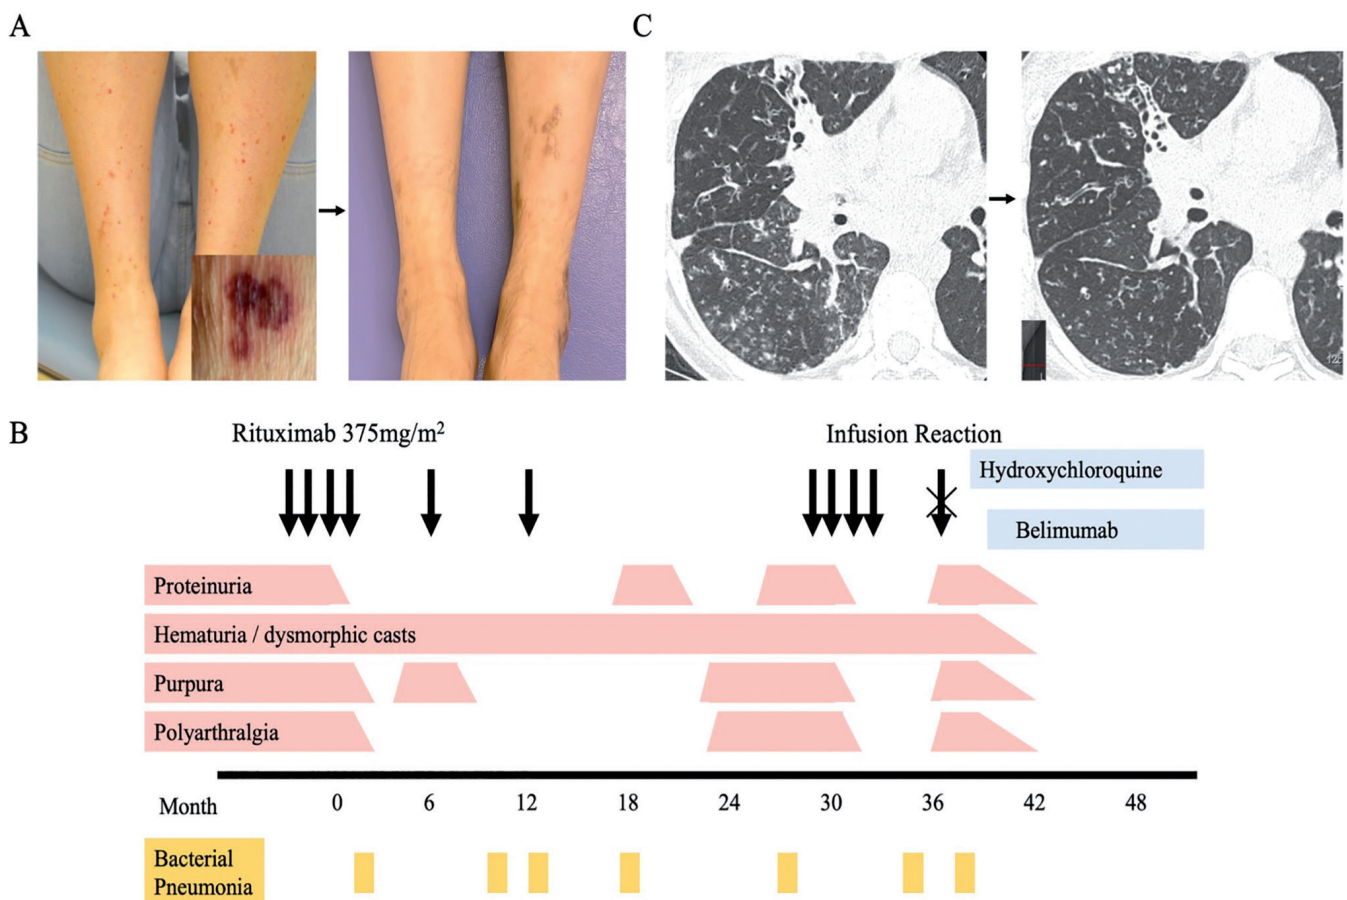 A
C
125
B
Rituximab 375mg/m²
Infusion Reaction
Hydroxychloroquine
Belimumab
Proteinuria
Hematuria / dysmorphic casts
Purpura
Polyarthralgia
Month 0 6 12 18 24 30 36 42 48
Bacterial
Pneumonia